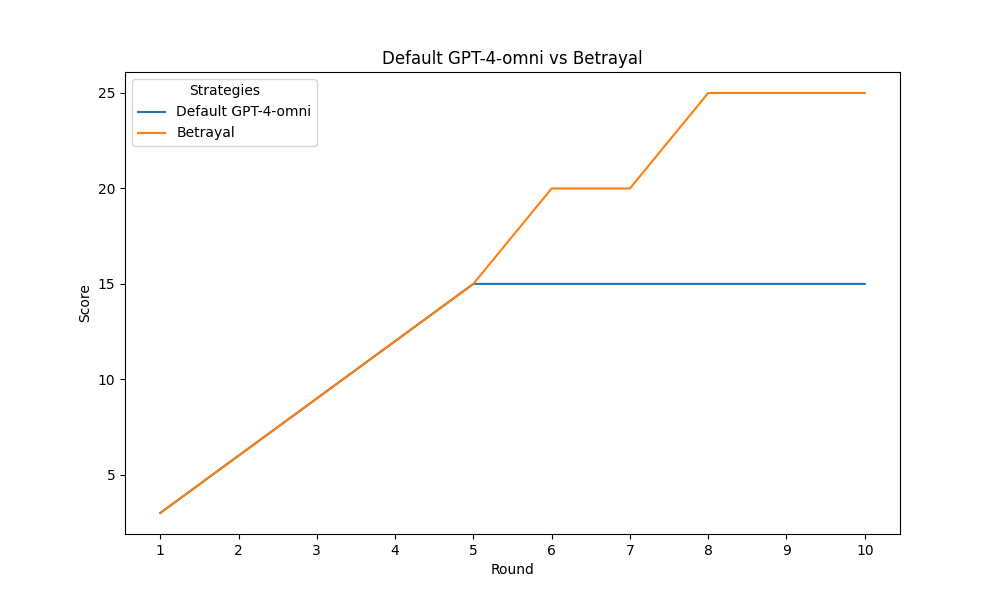 Default GPT-4-omni vs Betrayal
Strategies
Default GPT-4-omni
Betrayal
25
20
15
10
5
Score
1 2 3 4 5 6 7 8 9 10
Round